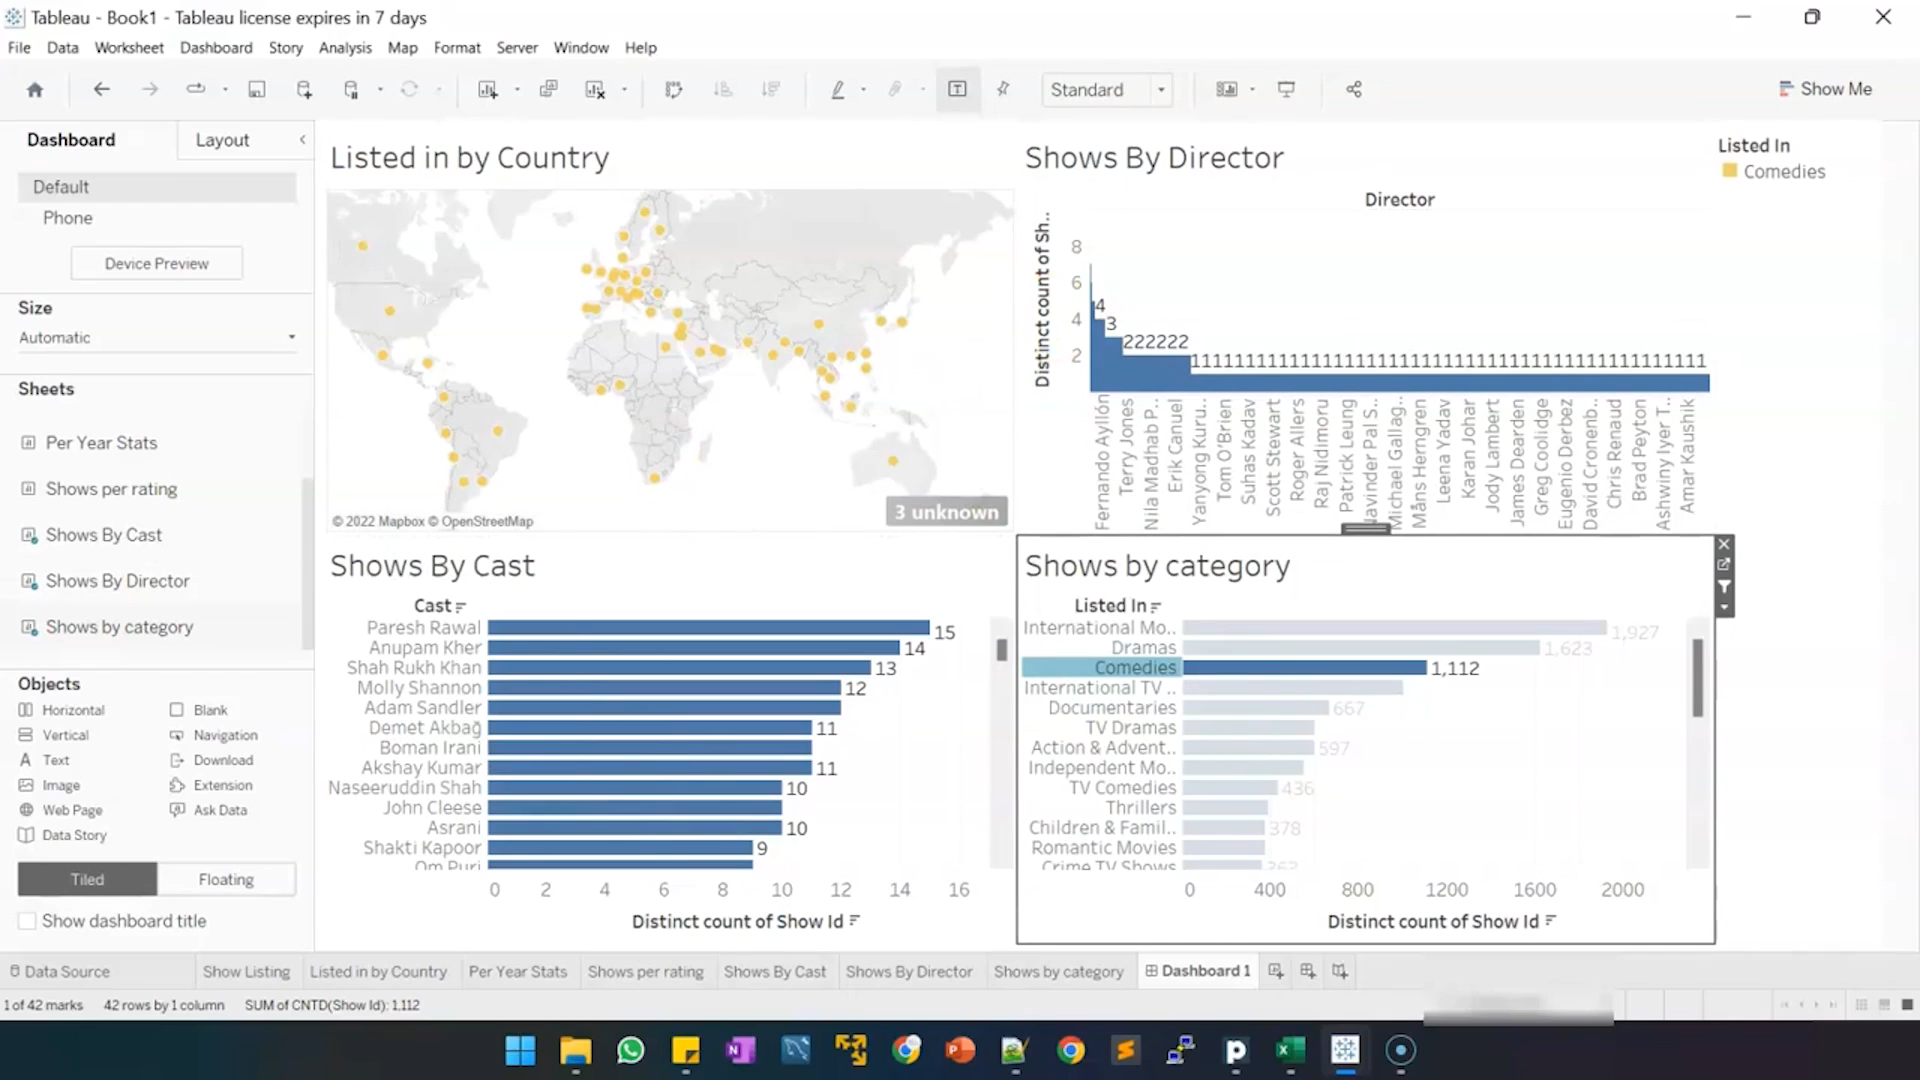 Tableau - Book1 - Tableau license expires in 7 days
File Data Worksheet Dashboard Story Analysis Map Format Server Window Help
Standard
Show Me
Dashboard Layout
Default
Phone
Device Preview
Size
Automatic
Sheets
Per Year Stats
Shows per rating
Shows By Cast
Shows By Director
Shows by category
Objects
Horizontal Blank
Vertical Navigation
Text Download
Image Extension
Web Page Ask Data
Data Story
Tiled Floating
Show dashboard title
Listed in by Country
3 unknown
© 2022 Mapbox © OpenStreetMap
Shows By Director
Director
Distinct count of Sh..
8
6
4
2
4
3
222222
Fernando Ayllón
Terry Jones
Nila Madhab P..
Erik Canuel
Yanyong Kuru..
Tom O'Brien
Suhas Kadav
Scott Stewart
Roger Allers
Raj Nidimoru
Patrick Leung
Navinder Pal S..
Michael Gallag..
Måns Herngren
Leena Yadav
Karan Johar
Jody Lambert
James Dearden
Greg Coolidge
Eugenio Derbez
David Cronenb..
Chris Renaud
Brad Peyton
Ashwiny Iyer T..
Amar Kaushik
Listed In
Comedies
Shows By Cast
Cast
Paresh Rawal 15
Anupam Kher 14
Shah Rukh Khan 13
Molly Shannon 12
Adam Sandler
Demet Akbağ 11
Boman Irani
Akshay Kumar 11
Naseeruddin Shah 10
John Cleese
Asrani 10
Shakti Kapoor 9
Om Puri
0 2 4 6 8 10 12 14 16
Distinct count of Show Id
Shows by category
Listed In
International Mo.. 1,927
Dramas 1,623
Comedies 1,112
International TV ..
Documentaries 667
TV Dramas
Action & Advent.. 597
Independent Mo..
TV Comedies 436
Thrillers
Children & Famil.. 378
Romantic Movies
Crime TV Shows
0 400 800 1200 1600 2000
Distinct count of Show Id
Data Source Show Listing Listed in by Country Per Year Stats Shows per rating Shows By Cast Shows By Director Shows by category Dashboard 1
1 of 42 marks 42 rows by 1 column SUM of CNTD(Show Id): 1,112